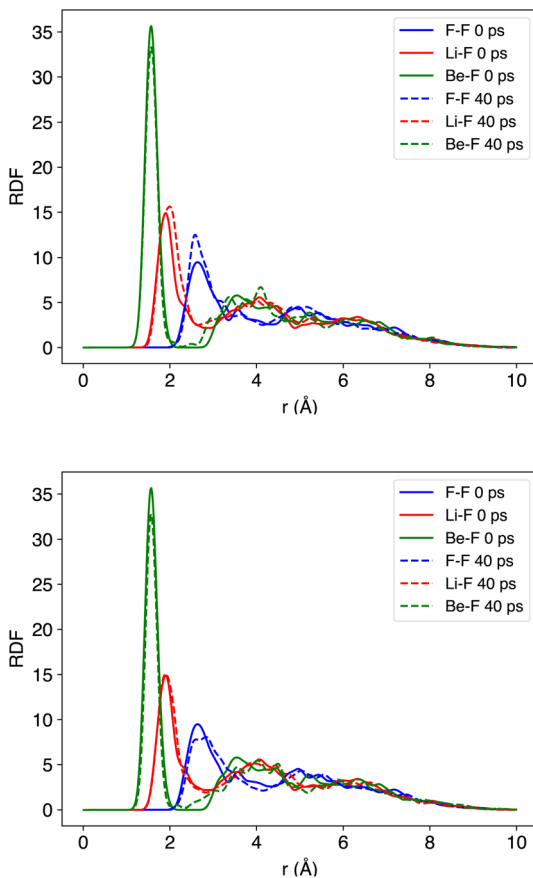 35
30
25
20
15
10
5
0
RDF
F-F 0 ps
Li-F 0 ps
Be-F 0 ps
F-F 40 ps
Li-F 40 ps
Be-F 40 ps
0 2 4 6 8 10
r (Å)
35
30
25
20
15
10
5
0
RDF
F-F 0 ps
Li-F 0 ps
Be-F 0 ps
F-F 40 ps
Li-F 40 ps
Be-F 40 ps
0 2 4 6 8 10
r (Å)